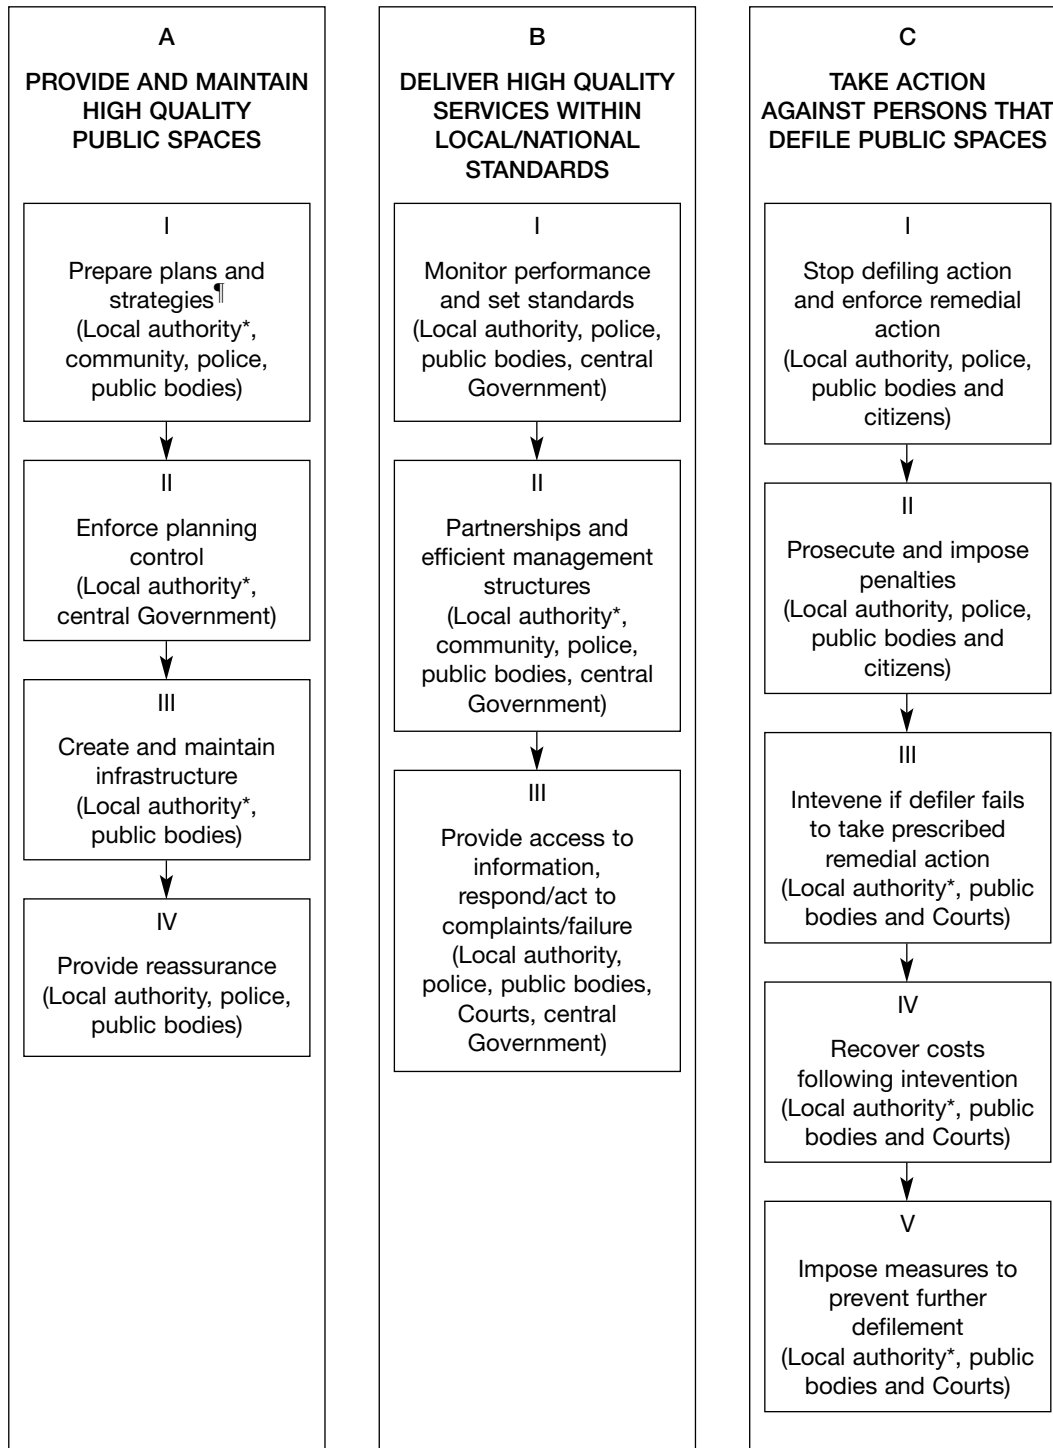 A
PROVIDE AND MAINTAIN
HIGH QUALITY
PUBLIC SPACES
I
Prepare plans and
strategies¶
(Local authority*,
community, police,
public bodies)
II
Enforce planning
control
(Local authority*,
central Government)
III
Create and maintain
infrastructure
(Local authority*,
public bodies)
IV
Provide reassurance
(Local authority, police,
public bodies)
B
DELIVER HIGH QUALITY
SERVICES WITHIN
LOCAL/NATIONAL
STANDARDS
I
Monitor performance
and set standards
(Local authority, police,
public bodies, central
Government)
II
Partnerships and
efficient management
structures
(Local authority*,
community, police,
public bodies, central
Government)
III
Provide access to
information,
respond/act to
complaints/failure
(Local authority,
police, public bodies,
Courts, central
Government)
C
TAKE ACTION
AGAINST PERSONS THAT
DEFILE PUBLIC SPACES
I
Stop defiling action
and enforce remedial
action
(Local authority, police,
public bodies and
citizens)
II
Prosecute and impose
penalties
(Local authority, police,
public bodies and
citizens)
III
Intevene if defiler fails
to take prescribed
remedial action
(Local authority*, public
bodies and Courts)
IV
Recover costs
following intevention
(Local authority*, public
bodies and Courts)
V
Impose measures to
prevent further
defilement
(Local authority*, public
bodies and Courts)